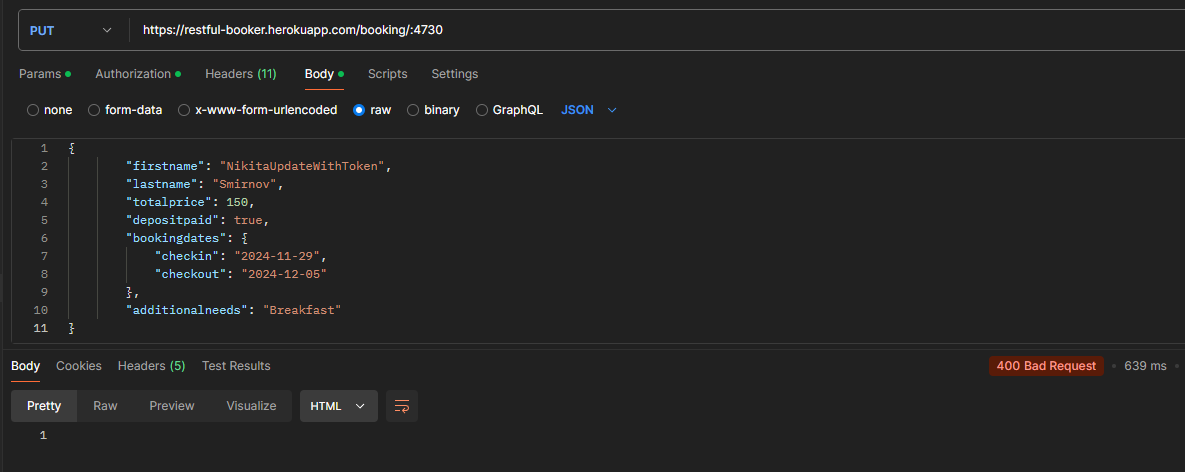 PUT https://restful-booker.herokuapp.com/booking/:4730
Params Authorization Headers (11) Body Scripts Settings
none form-data x-www-form-urlencoded raw binary GraphQL JSON
1 {
2 "firstname": "NikitaUpdateWithToken",
3 "lastname": "Smirnov",
4 "totalprice": 150,
5 "depositpaid": true,
6 "bookingdates": {
7 "checkin": "2024-11-29",
8 "checkout": "2024-12-05"
9 },
10 "additionalneeds": "Breakfast"
11 }
Body Cookies Headers (5) Test Results 400 Bad Request 639 ms
Pretty Raw Preview Visualize HTML
1